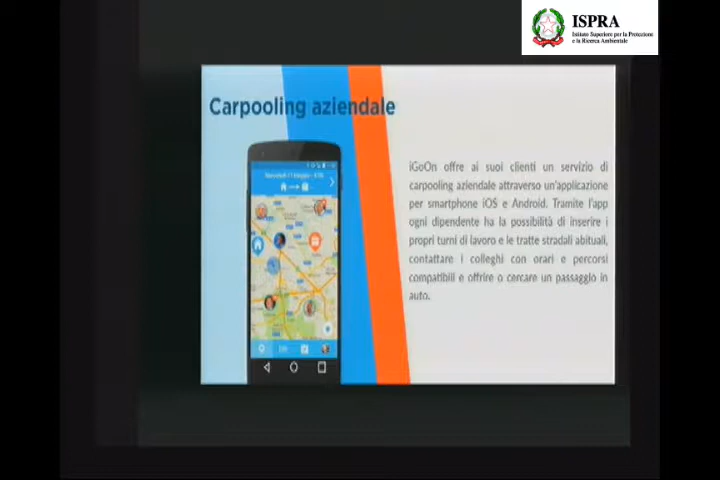 ISPRA
Istituto Superiore per la Protezione
e la Ricerca Ambientale
Carpooling aziendale
iGoOn offre ai suoi clienti un servizio di
carpooling aziendale attraverso un'applicazione
per smartphone iOS e Android. Tramite l'app
ogni dipendente ha la possibilità di inserire i
propri turni di lavoro e le tratte stradali abituali,
contattare i colleghi con orari e percorsi
compatibili e offrire o cercare un passaggio in
auto.